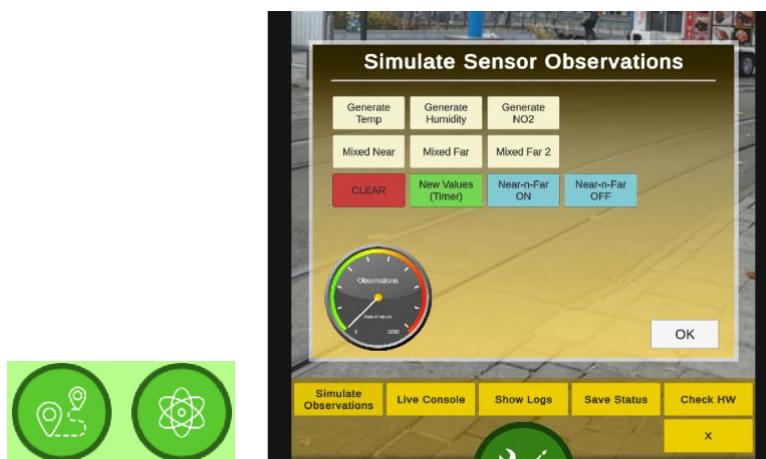 Simulate Sensor Observations
Generate
Temp
Generate
Humidity
Generate
NO2
Mixed Near
Mixed Far
Mixed Far 2
CLEAR
New Values
(Timer)
Near-n-Far
ON
Near-n-Far
OFF
Observations
0
OK
Simulate
Observations
Live Console
Show Logs
Save Status
Check HW
X